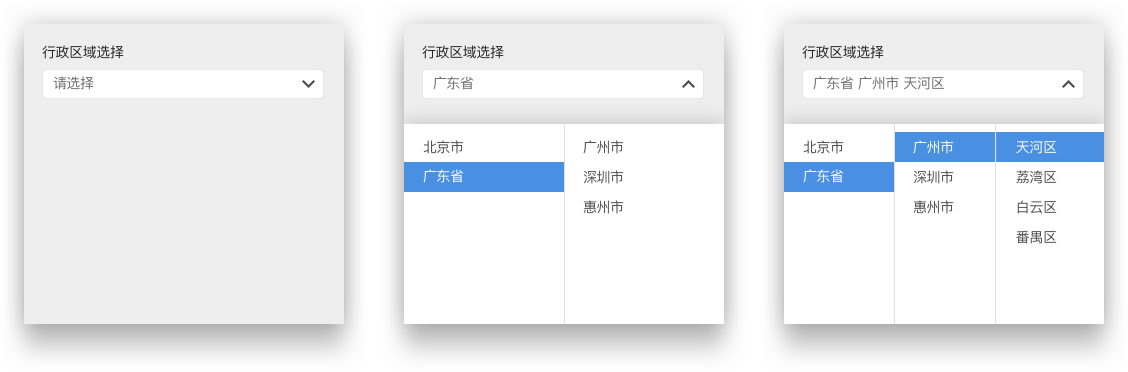 行政区域选择
请选择
行政区域选择
广东省
北京市
广东省
广州市
深圳市
惠州市
行政区域选择
广东省 广州市 天河区
北京市
广东省
广州市
深圳市
惠州市
天河区
荔湾区
白云区
番禺区